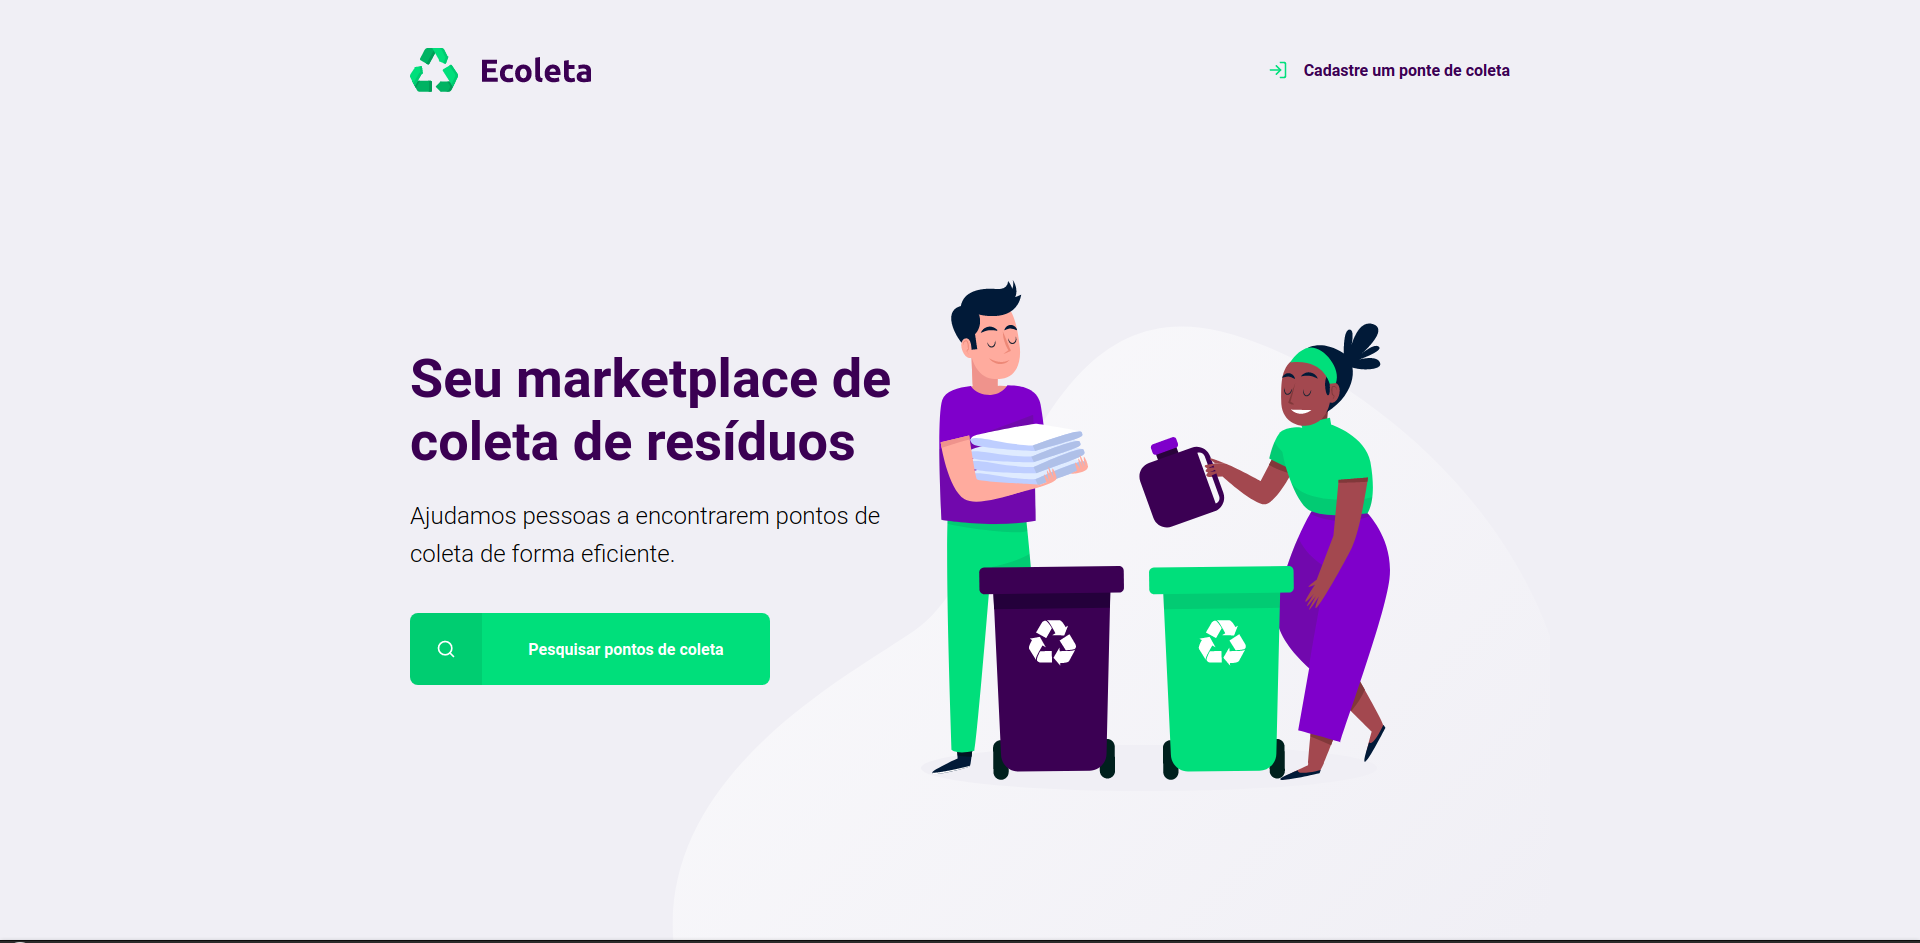 Ecoleta
Cadastre um ponte de coleta
Seu marketplace de
coleta de resíduos
Ajudamos pessoas a encontrarem pontos de
coleta de forma eficiente.
Pesquisar pontos de coleta